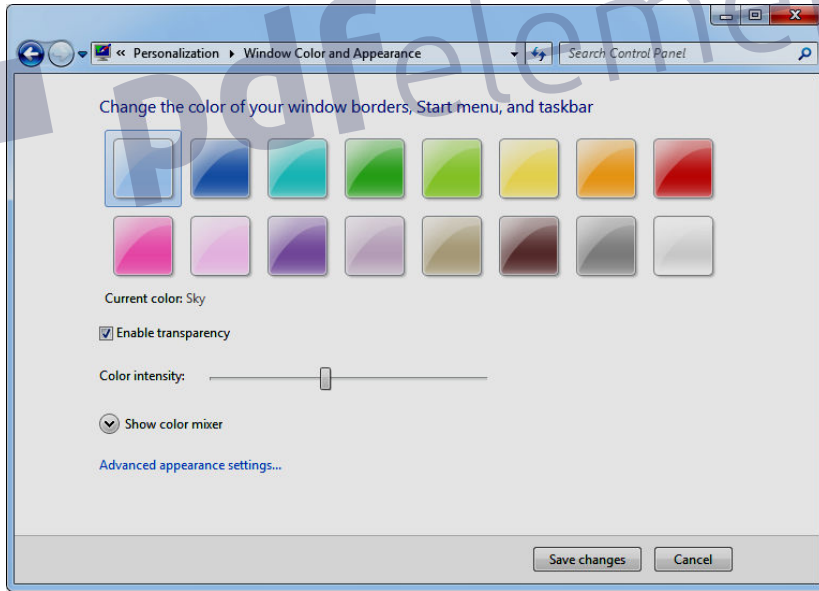 pdfelement
« Personalization ▸ Window Color and Appearance
Search Control Panel
Change the color of your window borders, Start menu, and taskbar
Current color: Sky
Enable transparency
Color intensity:
Show color mixer
Advanced appearance settings...
Save changes
Cancel